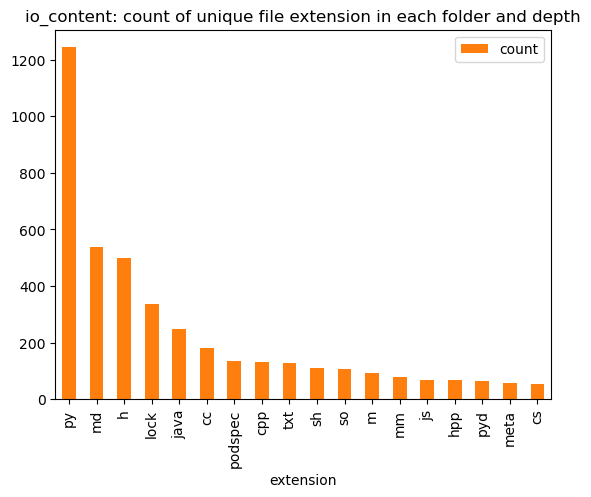 io_content: count of unique file extension in each folder and depth
count
1200
1000
800
600
400
200
0
py
md
h
lock
java
cc
podspec
cpp
txt
sh
so
m
mm
js
hpp
pyd
meta
cs
extension